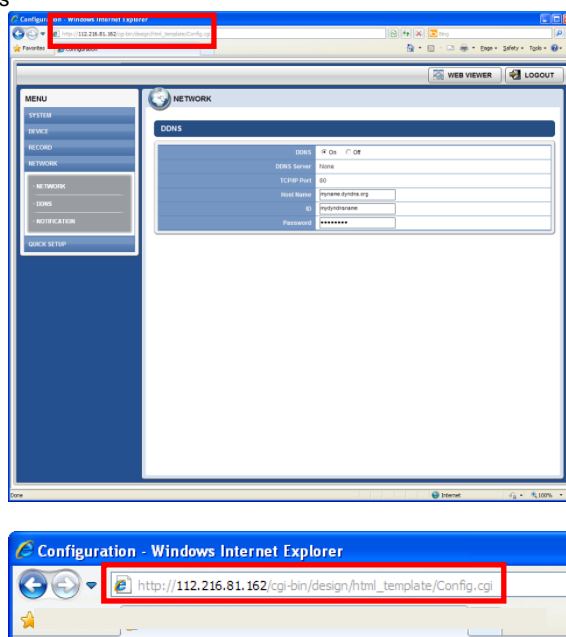 s
Configuration - Windows Internet Explorer
http://112.216.81.162/cgi-bin/design/html_template/Config.cgi
Bing
Favorites Configuration
Page Safety Tools
WEB VIEWER LOGOUT
MENU
SYSTEM
DEVICE
RECORD
NETWORK
- NETWORK
- DDNS
- NOTIFICATION
QUICK SETUP
NETWORK
DDNS
DDNS On Off
DDNS Server None
TCP/IP Port 80
Host Name myname.dyndns.org
ID mydyndnsname
Password ••••••••
Done Internet 100%
Configuration - Windows Internet Explorer
http://112.216.81.162/cgi-bin/design/html_template/Config.cgi